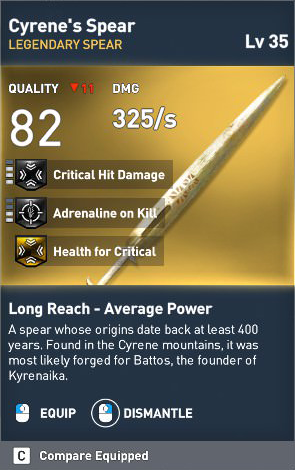 Cyrene's Spear
LEGENDARY SPEAR
Lv 35
QUALITY ▼11 DMG
82 325/s
Critical Hit Damage
Adrenaline on Kill
Health for Critical
Long Reach - Average Power
A spear whose origins date back at least 400
years. Found in the Cyrene mountains, it was
most likely forged for Battos, the founder of
Kyrenaika.
EQUIP DISMANTLE
C Compare Equipped